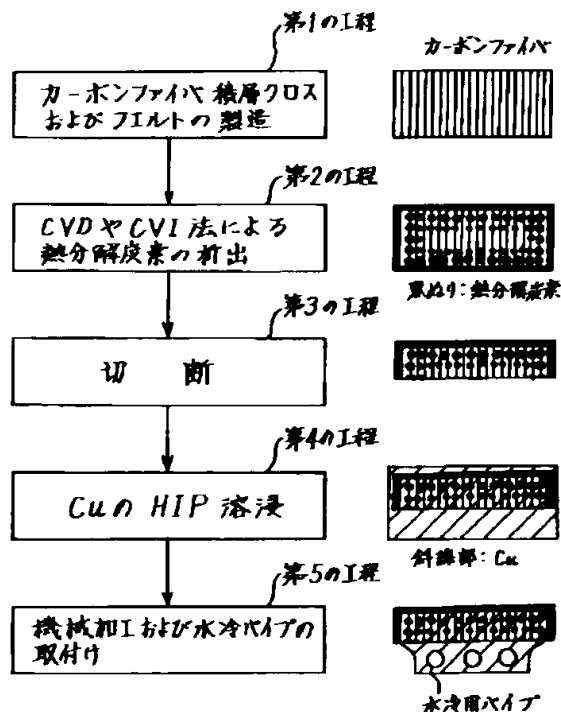 第1の工程
カーボンファイバ
カーボンファイバ積層クロス
およびフエルトの製造
第2の工程
CVDやCVI法による
熱分解炭素の析出
黒ぬり:熱分解炭素
第3の工程
切 断
第4の工程
CuのHIP溶浸
斜線部:Cu
第5の工程
機械加工および水冷パイプの
取付け
水冷用パイプ